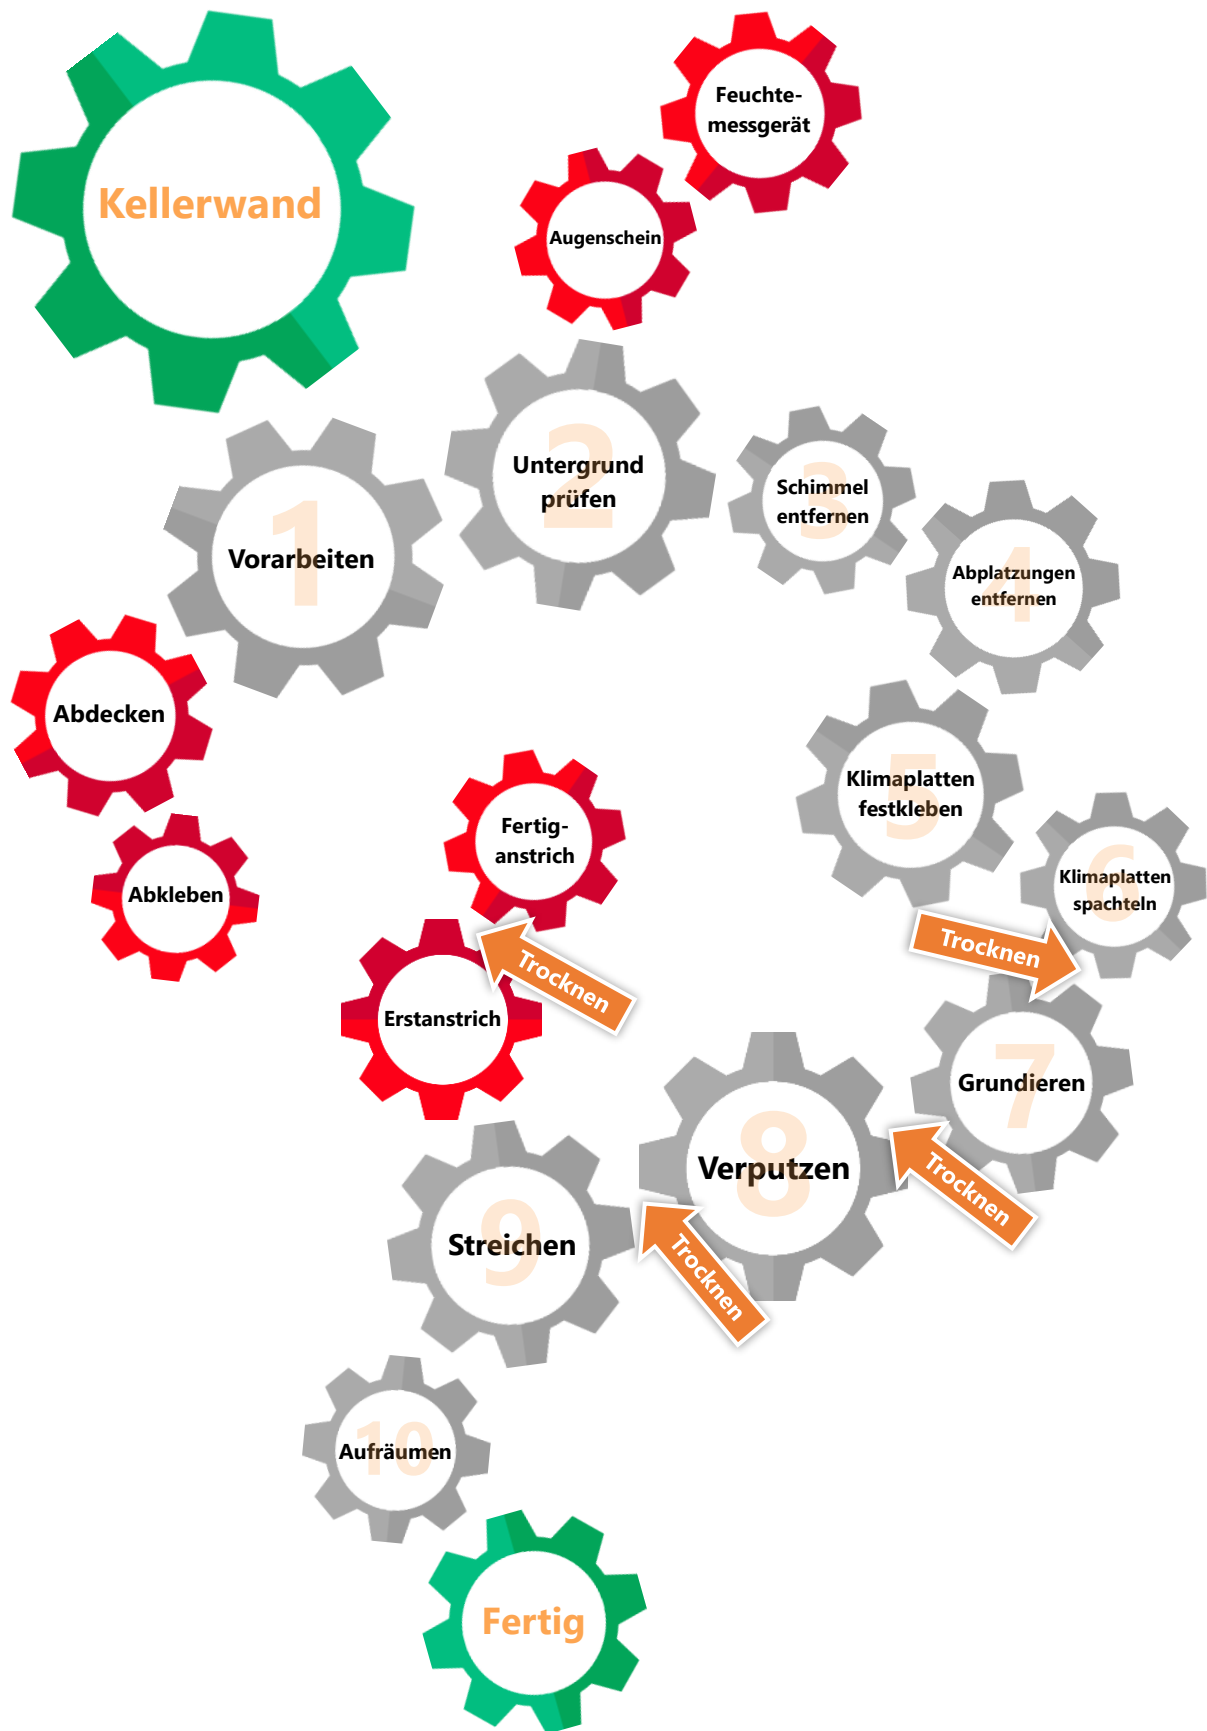 Kellerwand
Feuchte-
messgerät
Augenschein
1
Vorarbeiten
2
Untergrund
prüfen
3
Schimmel
entfernen
4
Abplatzungen
entfernen
Abdecken
Abkleben
5
Klimaplatten
festkleben
6
Klimaplatten
spachteln
Trocknen
7
Grundieren
Trocknen
8
Verputzen
Trocknen
9
Streichen
Erstanstrich
Trocknen
Fertig-
anstrich
10
Aufräumen
Fertig